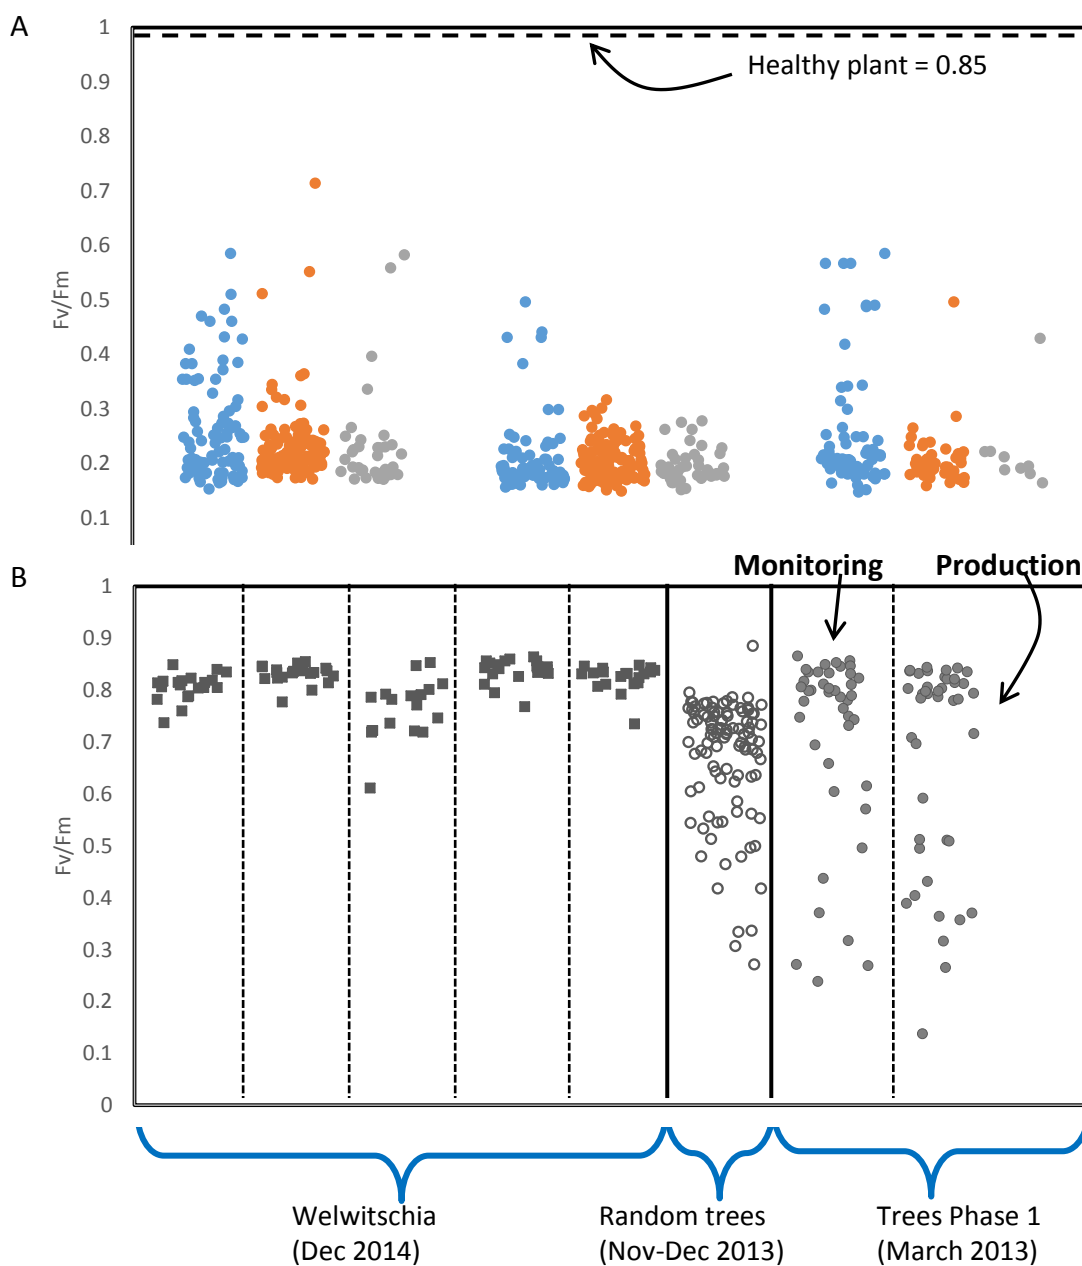 A
1
Healthy plant = 0.85
0.9
0.8
0.7
0.6
0.5
0.4
0.3
0.2
0.1
Fv/Fm
B
Monitoring
Production
1
0.9
0.8
0.7
0.6
0.5
0.4
0.3
0.2
0.1
0
Fv/Fm
Welwitschia
(Dec 2014)
Random trees
(Nov-Dec 2013)
Trees Phase 1
(March 2013)